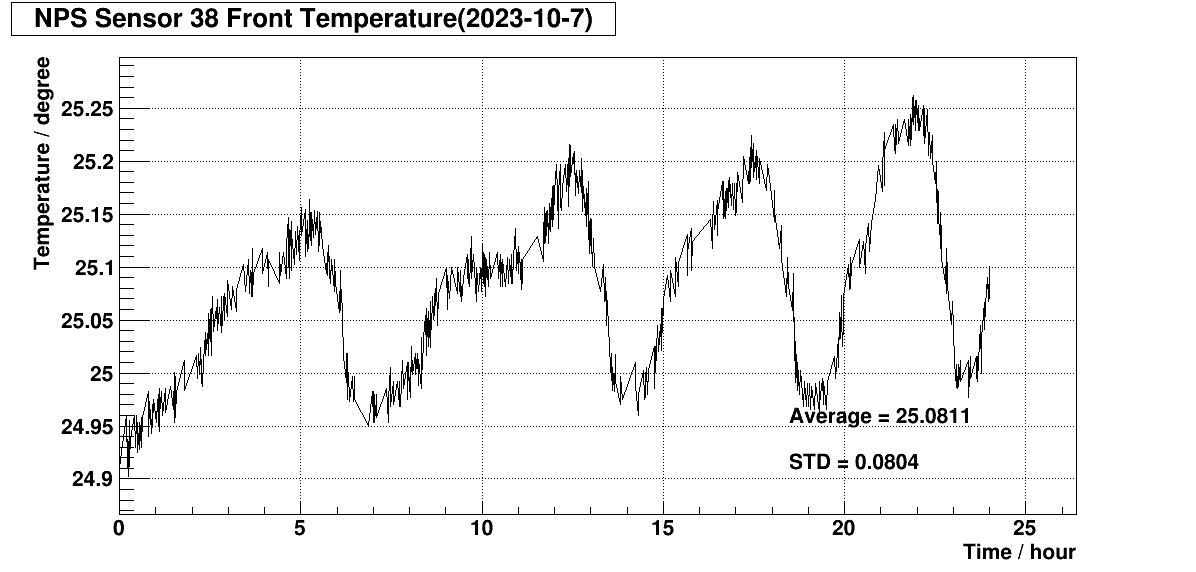 NPS Sensor 38 Front Temperature(2023-10-7)
Temperature / degree
25.25
25.2
25.15
25.1
25.05
25
24.95
24.9
Average = 25.0811
STD = 0.0804
0 5 10 15 20 25
Time / hour